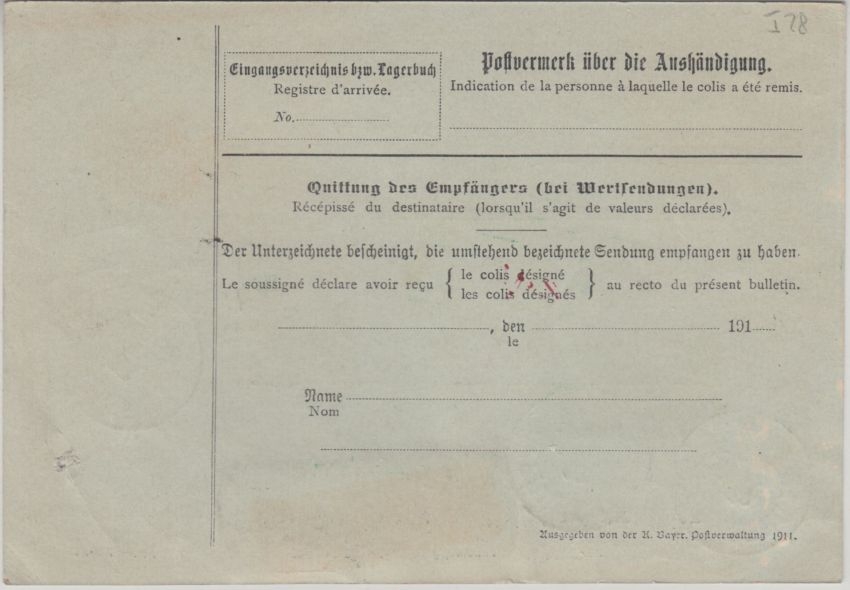 I 28
Eingangsverzeichnis bzw. Lagerbuch
Registre d'arrivée.
No.
Postvermerk über die Aushändigung.
Indication de la personne à laquelle le colis a été remis.
Quittung des Empfängers (bei Wertsendungen).
Récépissé du destinataire (lorsqu'il s'agit de valeurs déclarées).
Der Unterzeichnete bescheinigt, die umstehend bezeichnete Sendung empfangen zu haben.
Le soussigné déclare avoir reçu { le colis désigné
les colis désignés } au recto du présent bulletin.
, den 191
le
Name
Nom
Ausgegeben von der K. Bayer. Postverwaltung 1911.